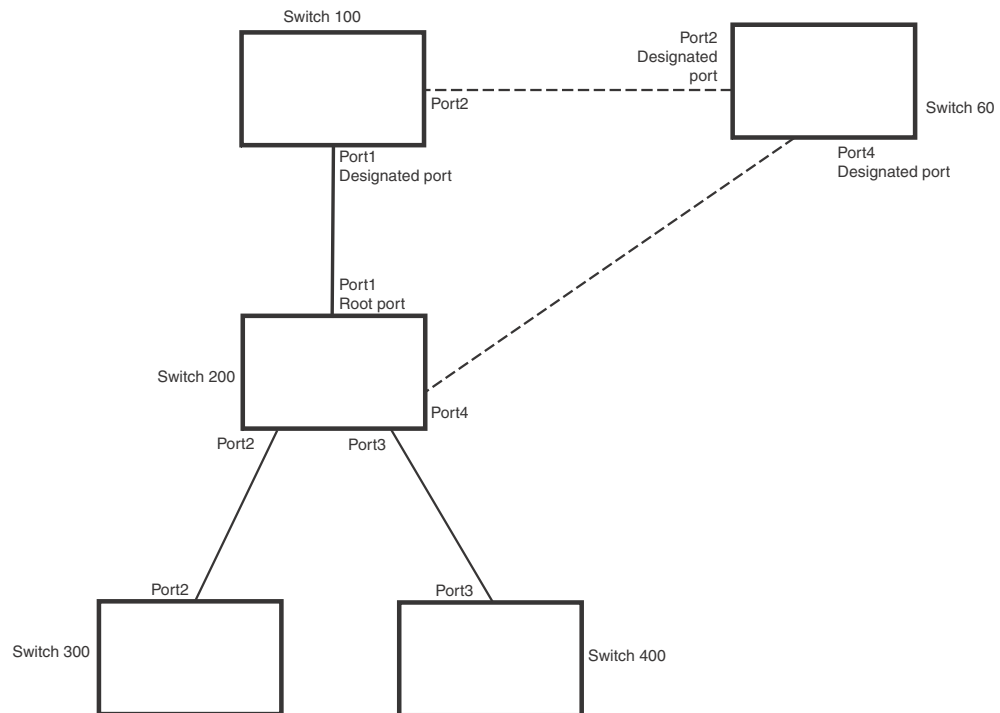 Switch 100
Port2
Designated
port
Port2
Switch 60
Port1
Designated port
Port4
Designated port
Port1
Root port
Switch 200
Port4
Port2
Port3
Port2
Port3
Switch 300
Switch 400